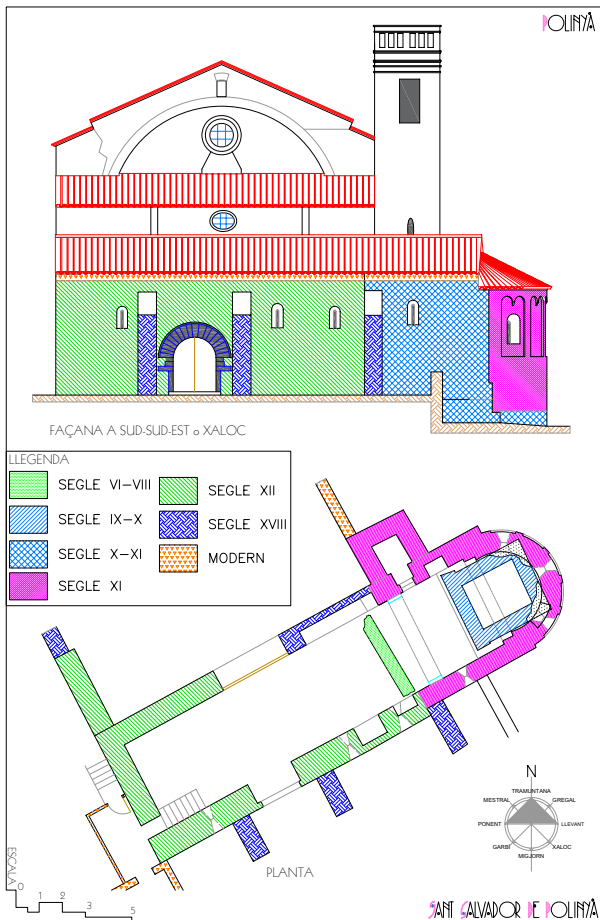 POLINYÀ
FAÇANA A SUD-SUD-EST o XALOC
LLEGENDA
SEGLE VI-VIII
SEGLE IX-X
SEGLE X-XI
SEGLE XI
SEGLE XII
SEGLE XVIII
MODERN
N
TRAMUNTANA
MESTRAL
GREGAL
PONENT
LLEVANT
GARBÍ
XALOC
MIGJORN
PLANTA
ESCALA
0 1 2 3 5
SANT SALVADOR DE POLINYÀ